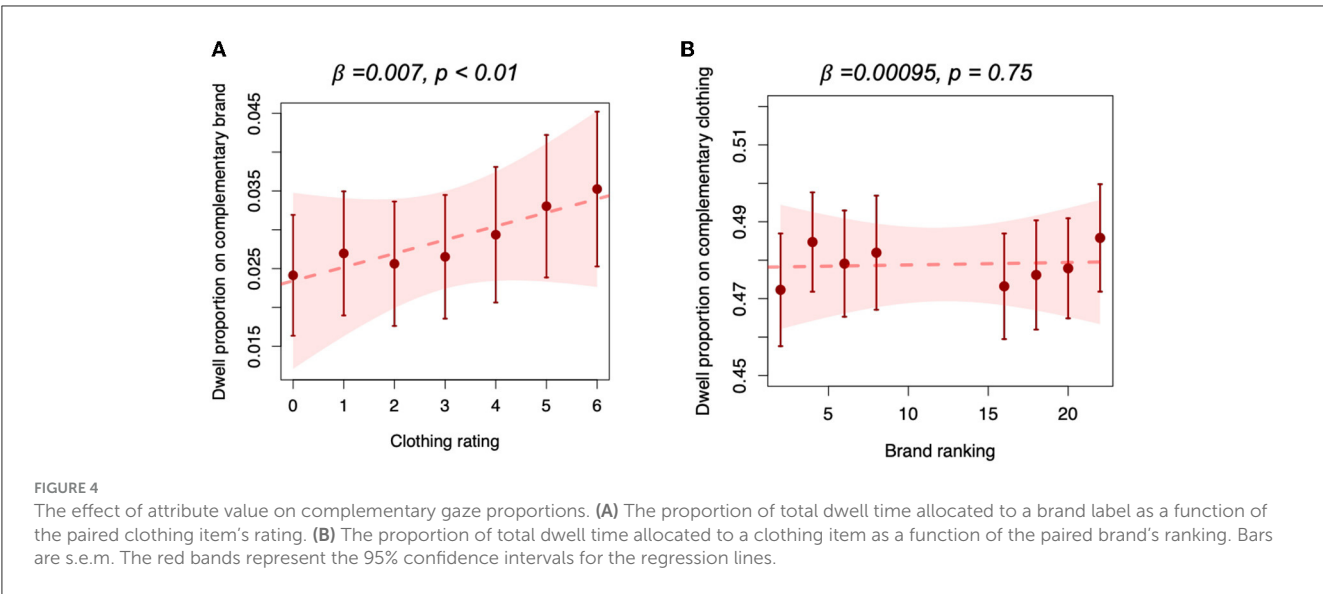 A
β =0.007, p < 0.01
Dwell proportion on complementary brand
0.045
0.035
0.025
0.015
0 1 2 3 4 5 6
Clothing rating
B
β =0.00095, p = 0.75
Dwell proportion on complementary clothing
0.51
0.49
0.47
0.45
5 10 15 20
Brand ranking
FIGURE 4
The effect of attribute value on complementary gaze proportions. (A) The proportion of total dwell time allocated to a brand label as a function of
the paired clothing item's rating. (B) The proportion of total dwell time allocated to a clothing item as a function of the paired brand's ranking. Bars
are s.e.m. The red bands represent the 95% confidence intervals for the regression lines.